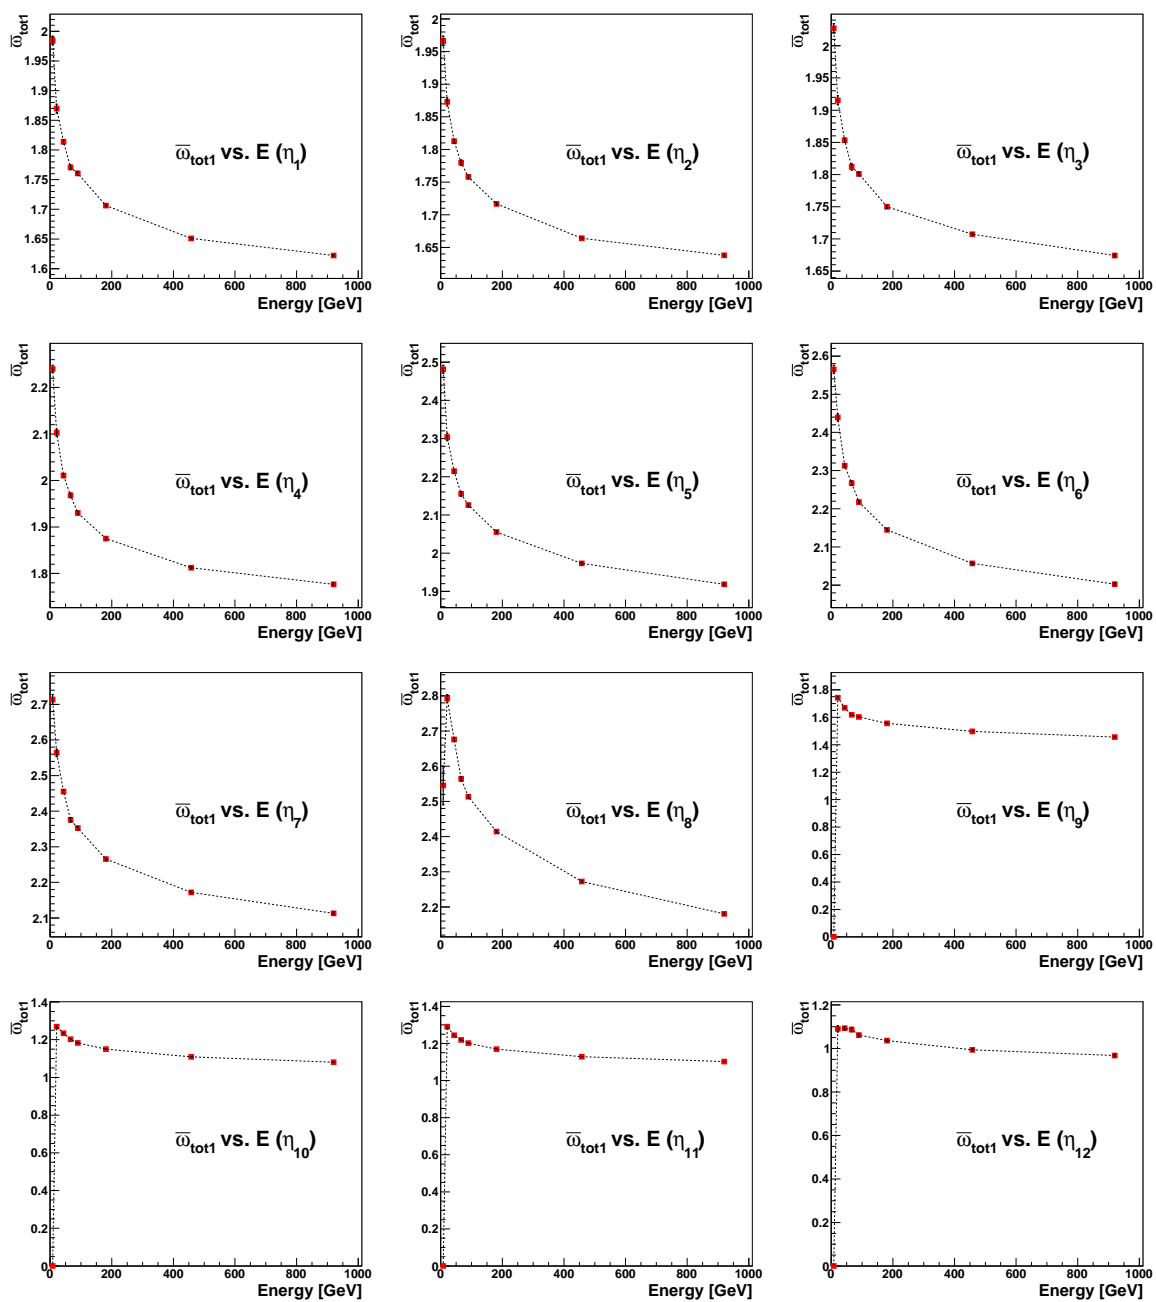 ω̅tot1
2
1.95
1.9
1.85
1.8
1.75
1.7
1.65
1.6
ω̅tot1 vs. E (η1)
0 200 400 600 800 1000
Energy [GeV]
ω̅tot1
2
1.95
1.9
1.85
1.8
1.75
1.7
1.65
ω̅tot1 vs. E (η2)
0 200 400 600 800 1000
Energy [GeV]
ω̅tot1
2
1.95
1.9
1.85
1.8
1.75
1.7
1.65
ω̅tot1 vs. E (η3)
0 200 400 600 800 1000
Energy [GeV]
ω̅tot1
2.2
2.1
2
1.9
1.8
ω̅tot1 vs. E (η4)
0 200 400 600 800 1000
Energy [GeV]
ω̅tot1
2.5
2.4
2.3
2.2
2.1
2
1.9
ω̅tot1 vs. E (η5)
0 200 400 600 800 1000
Energy [GeV]
ω̅tot1
2.6
2.5
2.4
2.3
2.2
2.1
2
ω̅tot1 vs. E (η6)
0 200 400 600 800 1000
Energy [GeV]
ω̅tot1
2.7
2.6
2.5
2.4
2.3
2.2
2.1
ω̅tot1 vs. E (η7)
0 200 400 600 800 1000
Energy [GeV]
ω̅tot1
2.8
2.7
2.6
2.5
2.4
2.3
2.2
ω̅tot1 vs. E (η8)
0 200 400 600 800 1000
Energy [GeV]
ω̅tot1
1.8
1.6
1.4
1.2
1
0.8
0.6
0.4
0.2
0
ω̅tot1 vs. E (η9)
0 200 400 600 800 1000
Energy [GeV]
ω̅tot1
1.4
1.2
1
0.8
0.6
0.4
0.2
0
ω̅tot1 vs. E (η10)
0 200 400 600 800 1000
Energy [GeV]
ω̅tot1
1.4
1.2
1
0.8
0.6
0.4
0.2
0
ω̅tot1 vs. E (η11)
0 200 400 600 800 1000
Energy [GeV]
ω̅tot1
1.2
1
0.8
0.6
0.4
0.2
0
ω̅tot1 vs. E (η12)
0 200 400 600 800 1000
Energy [GeV]